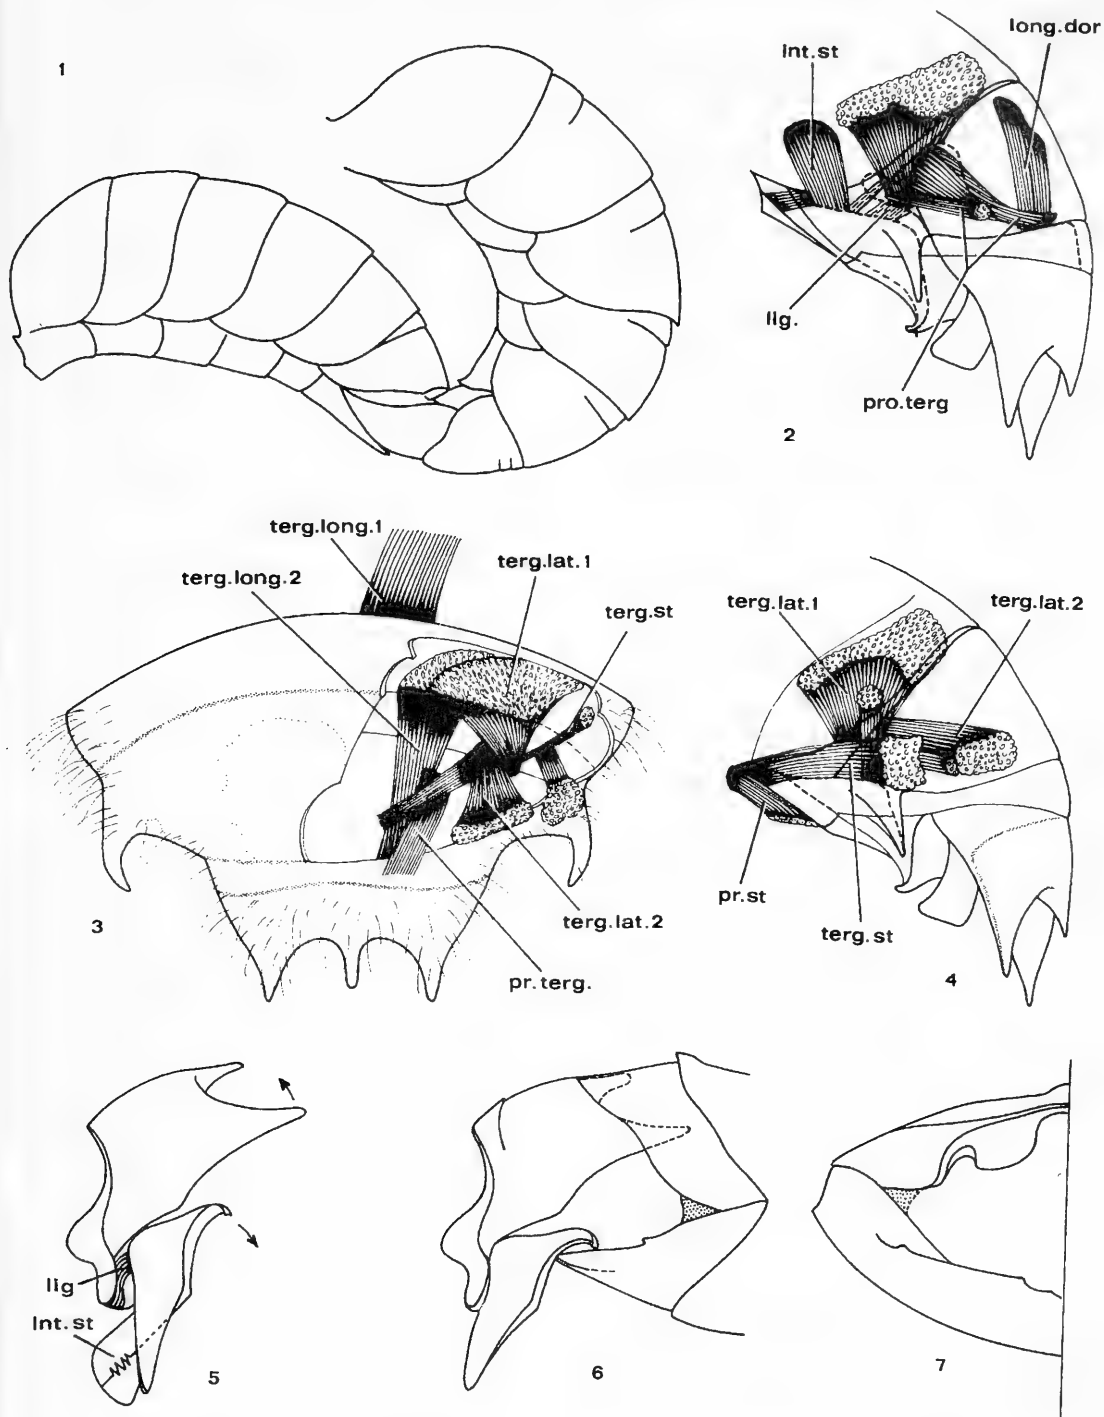 1
Int.st
long.dor
lig.
pro.terg
2
terg.long.1
terg.long.2
terg.lat.1
terg.st
3
terg.lat.2
pr.terg.
terg.lat.1
terg.lat.2
pr.st
terg.st
4
lig
Int.st
5
6
7